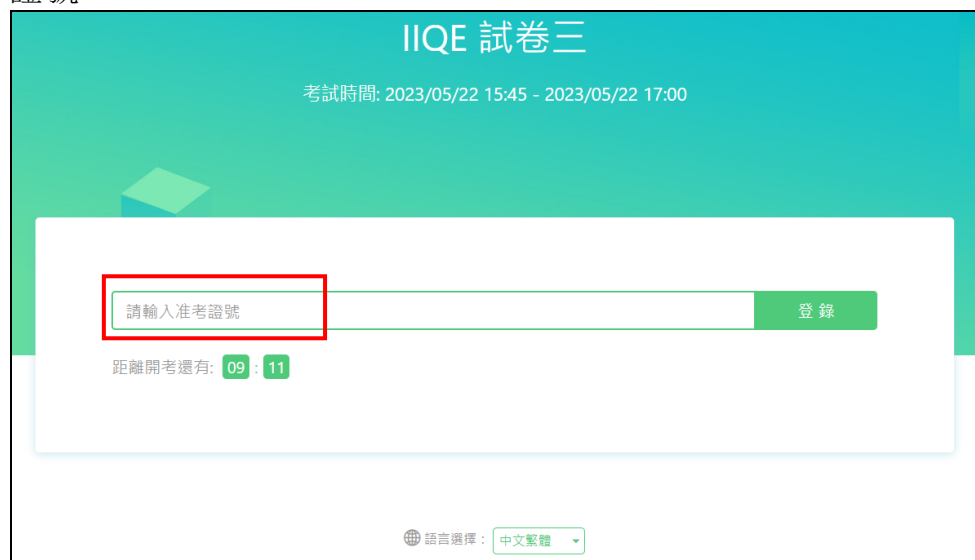 IIQE 試卷三
考試時間: 2023/05/22 15:45 - 2023/05/22 17:00
請輸入准考證號
登錄
距離開考還有: 09 : 11
語言選擇： 中文繁體